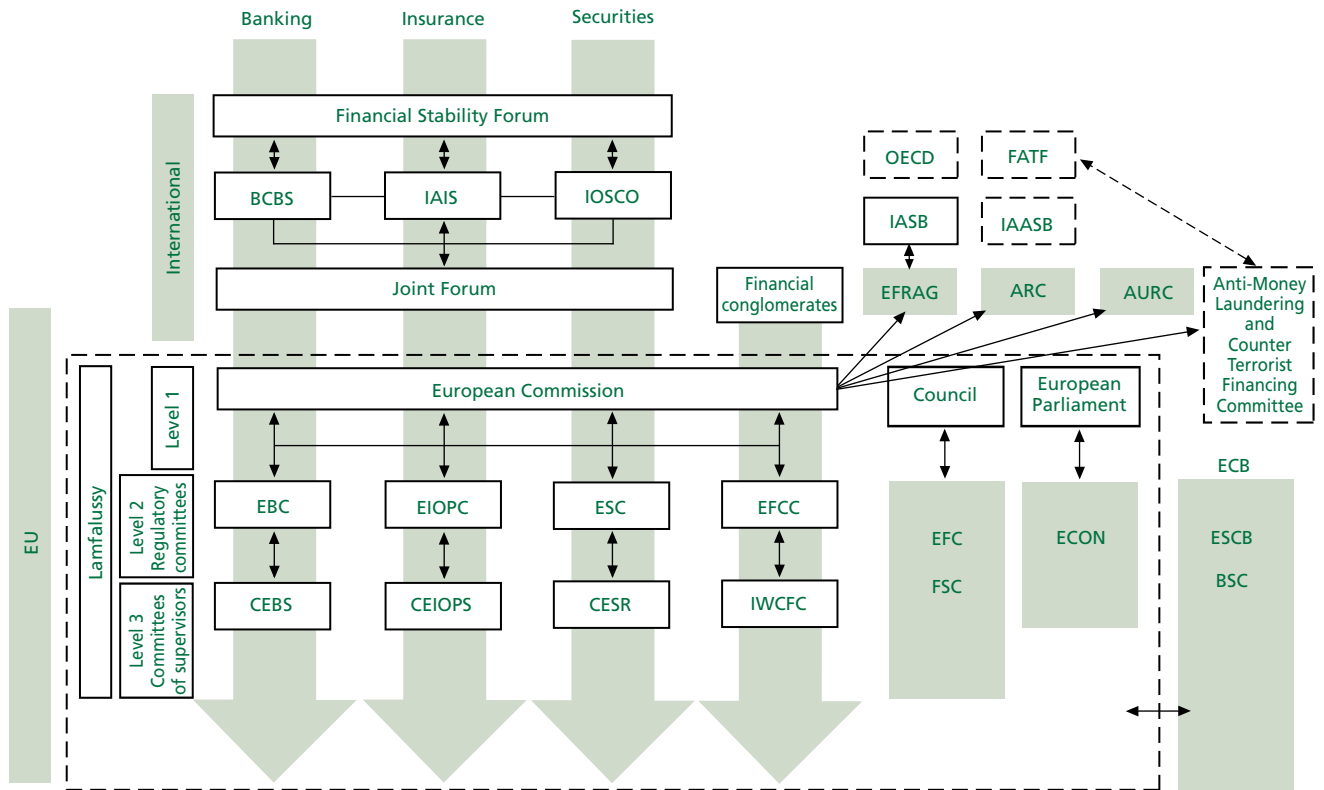 Banking
Insurance
Securities
International
Financial Stability Forum
BCBS
IAIS
IOSCO
Joint Forum
Financial
conglomerates
OECD
FATF
IASB
IAASB
EFRAG
ARC
AURC
Anti-Money
Laundering
and
Counter
Terrorist
Financing
Committee
EU
Lamfalussy
Level 1
European Commission
Council
European
Parliament
Level 2
Regulatory
committees
EBC
EIOPC
ESC
EFCC
EFC
FSC
ECON
ECB
ESCB
BSC
Level 3
Committees
of supervisors
CEBS
CEIOPS
CESR
IWCFC